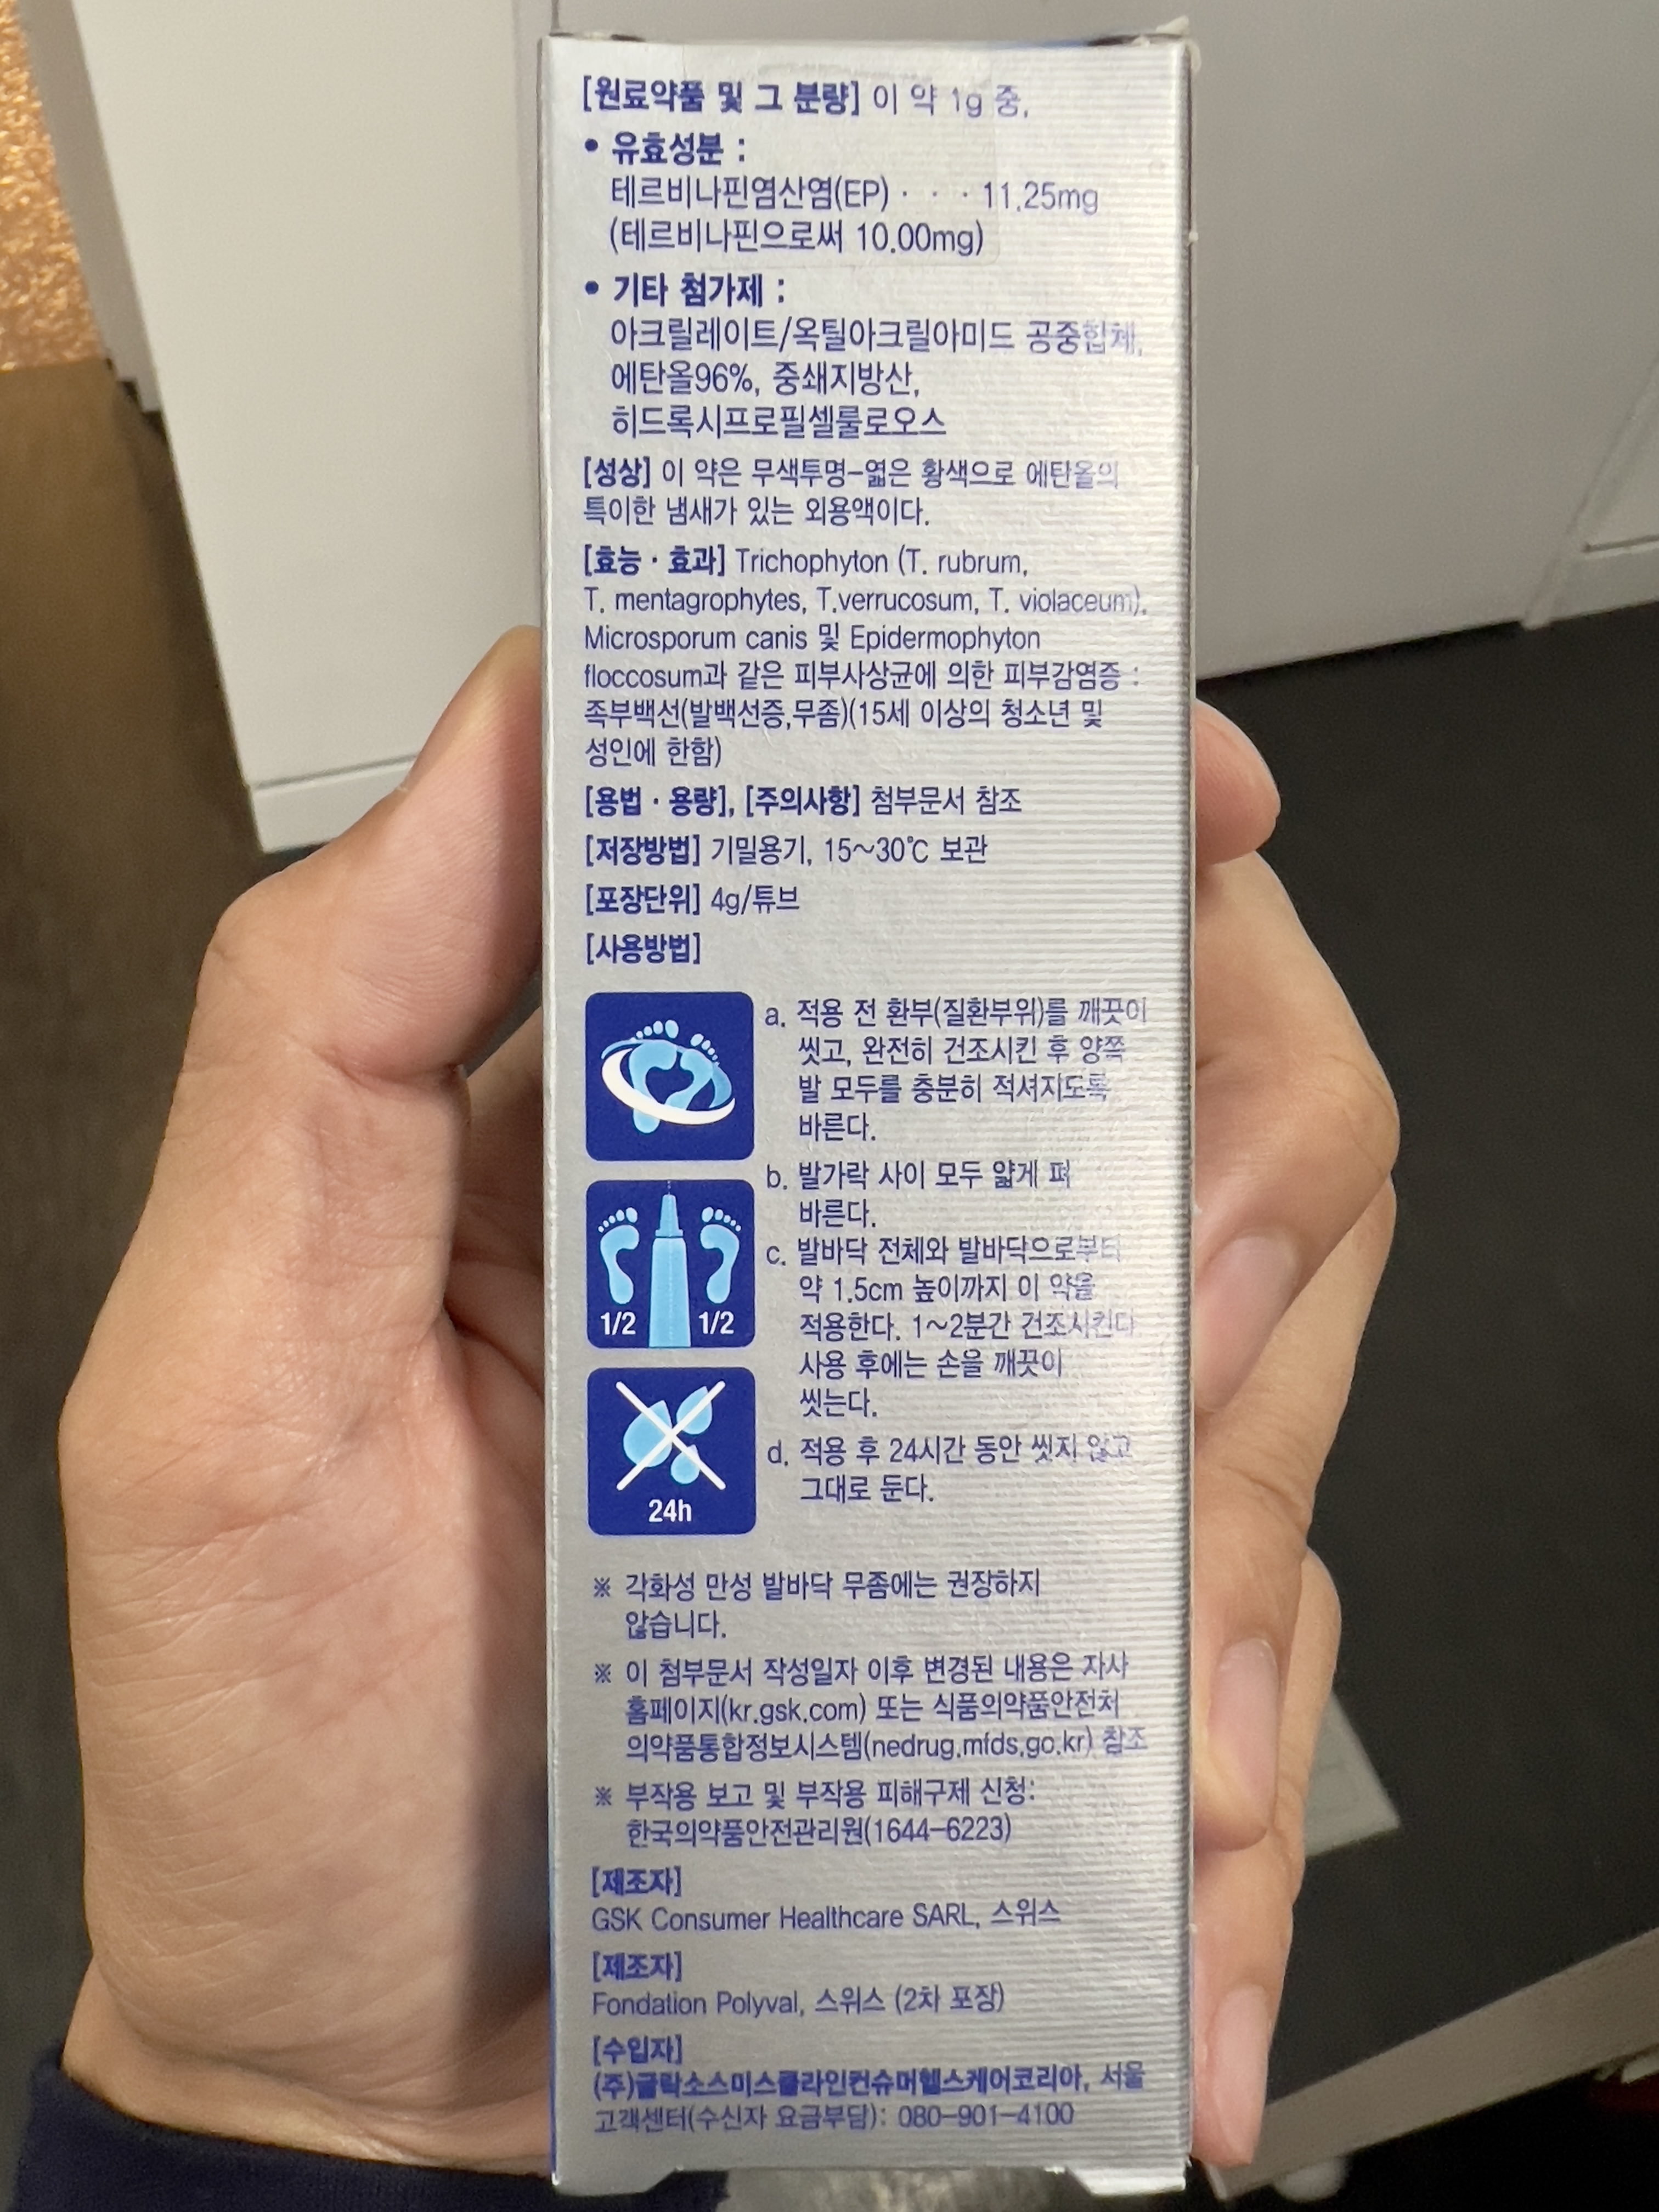 [원료약품 및 그 분량] 이 약 1g 중,
• 유효성분 :
테르비나핀염산염(EP) · · · 11.25mg
(테르비나핀으로써 10.00mg)
• 기타 첨가제 :
아크릴레이트/옥틸아크릴아미드 공중합체,
에탄올96%, 중쇄지방산,
히드록시프로필셀룰로오스
[성상] 이 약은 무색투명-엷은 황색으로 에탄올의
특이한 냄새가 있는 외용액이다.
[효능 · 효과] Trichophyton (T. rubrum,
T. mentagrophytes, T.verrucosum, T. violaceum),
Microsporum canis 및 Epidermophyton
floccosum과 같은 피부사상균에 의한 피부감염증 :
족부백선(발백선증,무좀)(15세 이상의 청소년 및
성인에 한함)
[용법 · 용량], [주의사항] 첨부문서 참조
[저장방법] 기밀용기, 15~30℃ 보관
[포장단위] 4g/튜브
[사용방법]
a. 적용 전 환부(질환부위)를 깨끗이
씻고, 완전히 건조시킨 후 양쪽
발 모두를 충분히 적셔지도록
바른다.
b. 발가락 사이 모두 얇게 펴
바른다.
1/2 1/2
c. 발바닥 전체와 발바닥으로부터
약 1.5cm 높이까지 이 약을
적용한다. 1~2분간 건조시킨다
사용 후에는 손을 깨끗이
씻는다.
24h
d. 적용 후 24시간 동안 씻지 않고
그대로 둔다.
※ 각화성 만성 발바닥 무좀에는 권장하지
않습니다.
※ 이 첨부문서 작성일자 이후 변경된 내용은 자사
홈페이지(kr.gsk.com) 또는 식품의약품안전처
의약품통합정보시스템(nedrug.mfds.go.kr) 참조
※ 부작용 보고 및 부작용 피해구제 신청:
한국의약품안전관리원(1644-6223)
[제조자]
GSK Consumer Healthcare SARL, 스위스
[제조자]
Fondation Polyval, 스위스 (2차 포장)
[수입자]
(주)글락소스미스클라인컨슈머헬스케어코리아, 서울
고객센터(수신자 요금부담): 080-901-4100